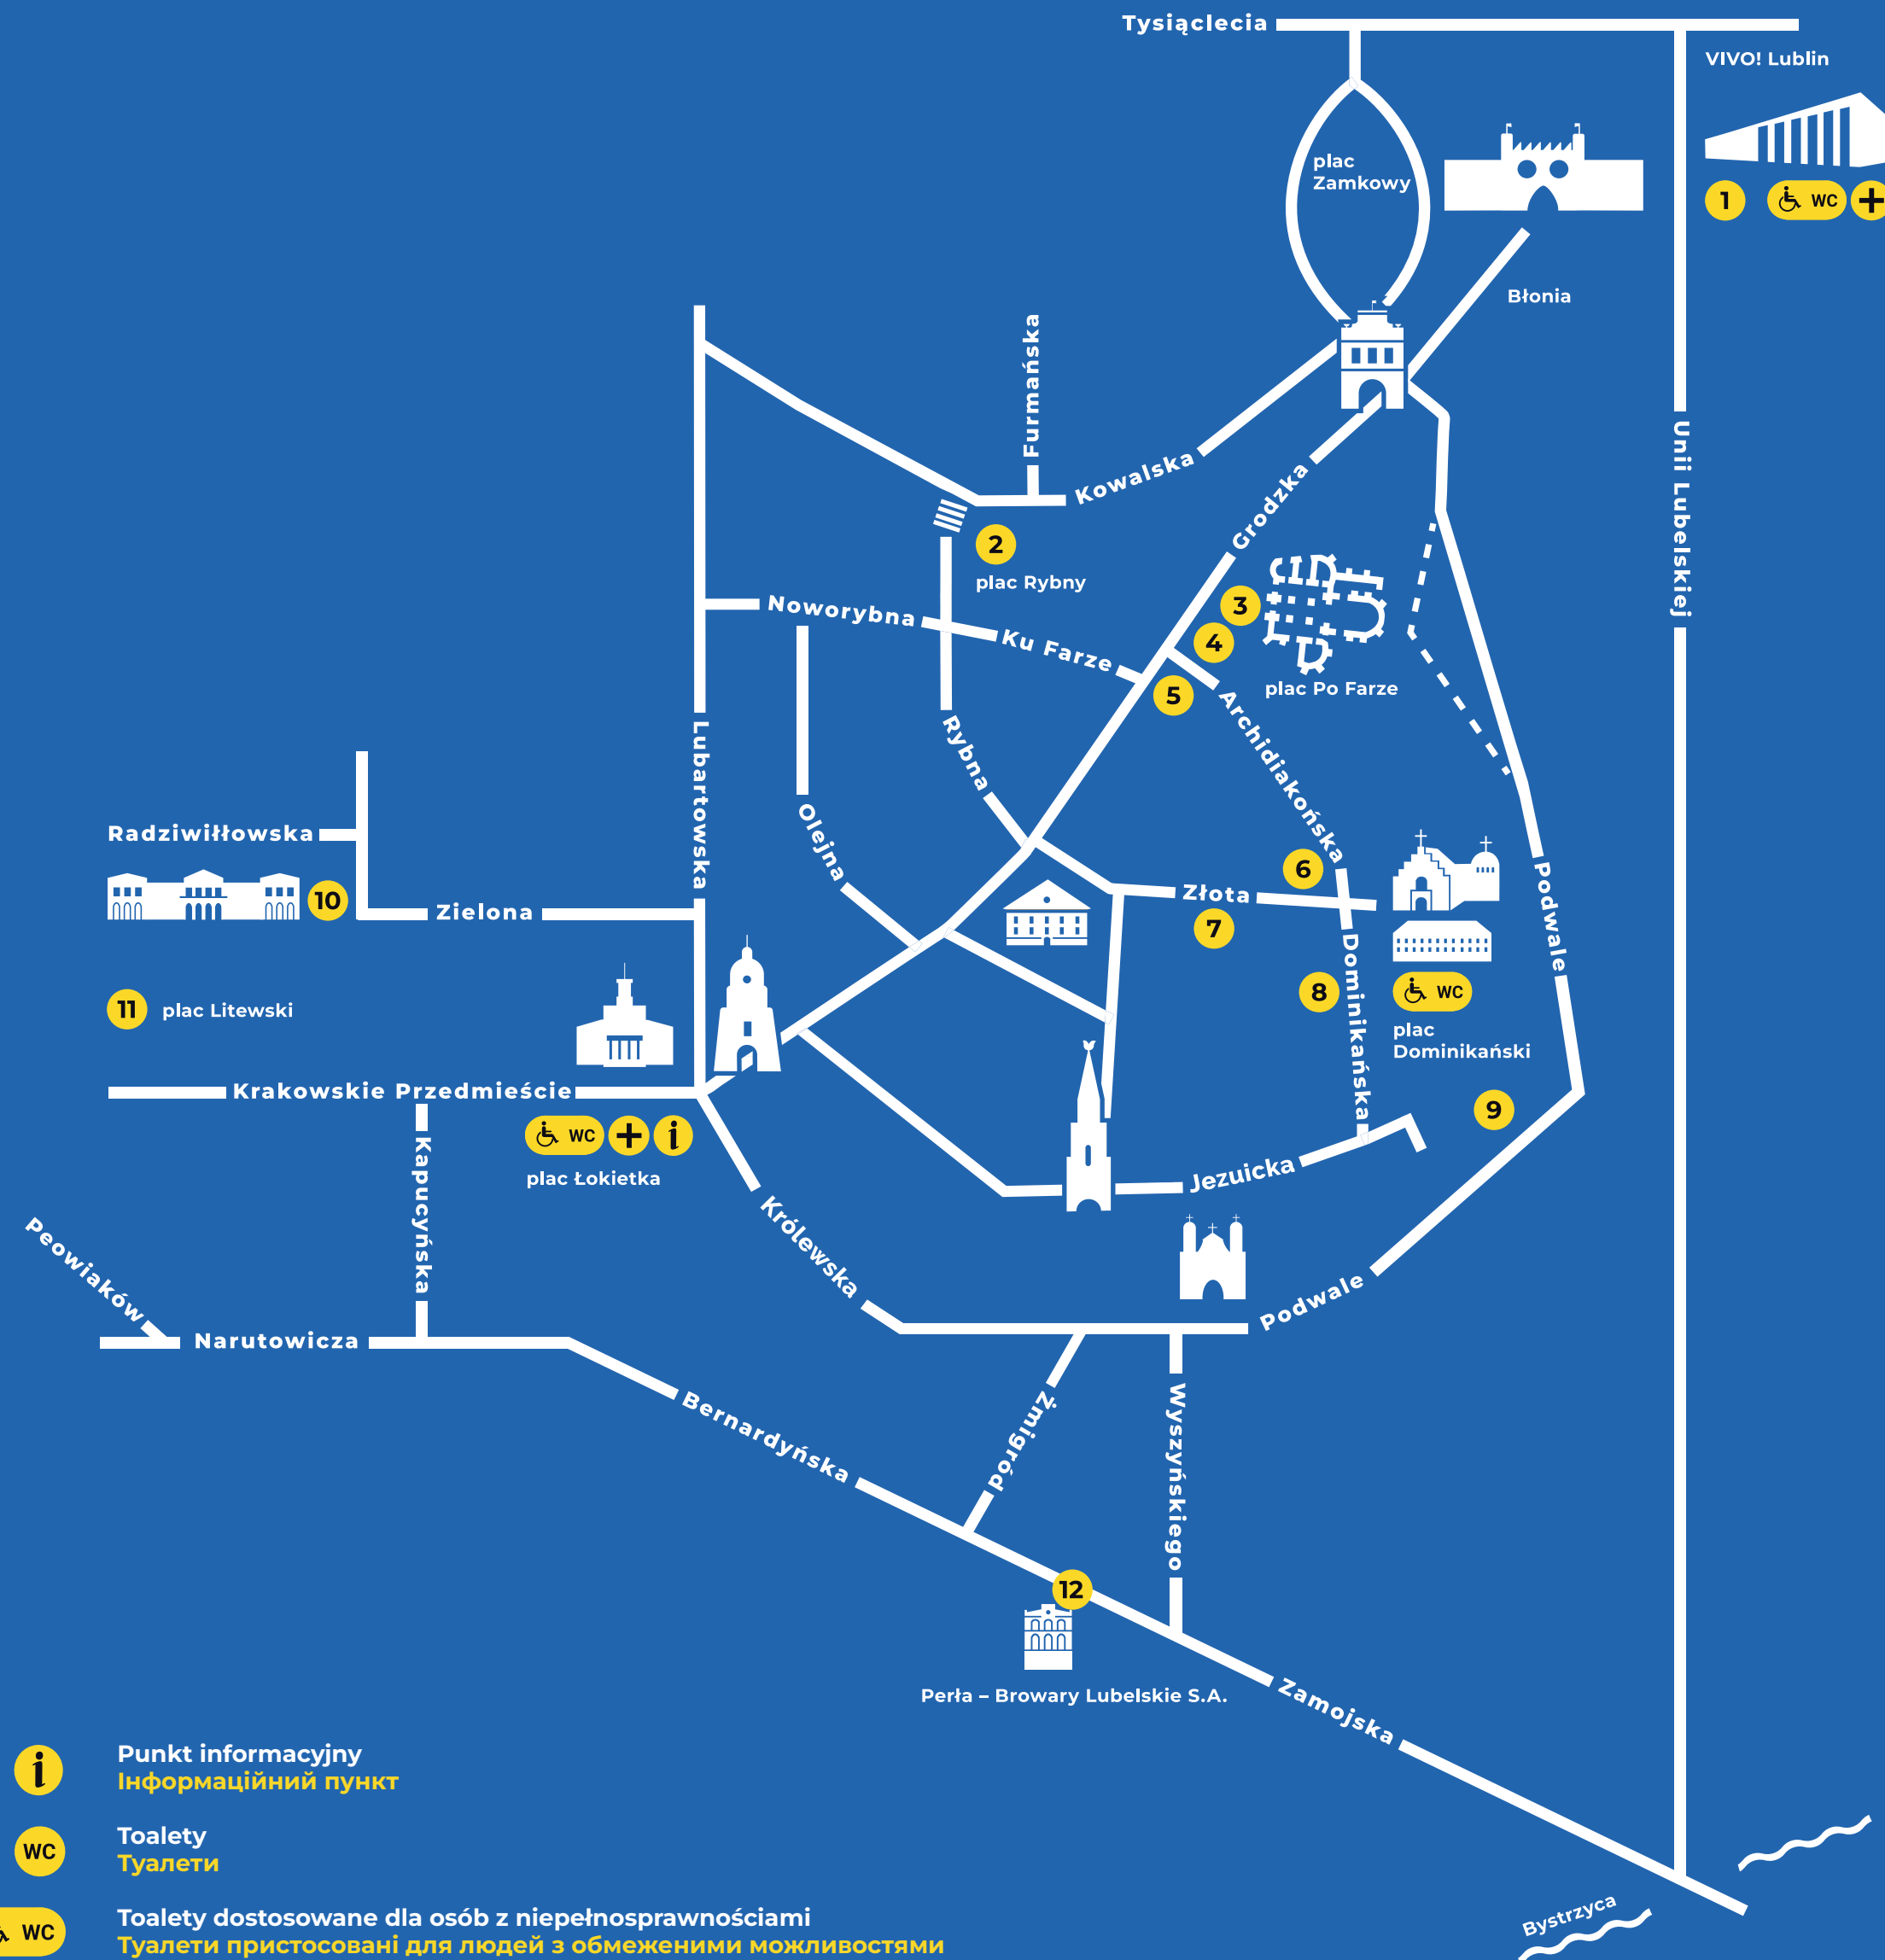 Tysiąclecia
VIVO! Lublin
plac
Zamkowy
1
WC
Błonia
Furmańska
Kowalska
Unii Lubelskiej
Grodzka
2
plac Rybny
3
Noworybna
Ku Farze
4
5
plac Po Farze
Archidiakońska
Lubartowska
Rybna
Olejna
Radziwiłłowska
10
Zielona
6
Złota
7
Podwale
Dominikańska
8
WC
plac
Dominikański
11
plac Litewski
Krakowskie Przedmieście
9
WC
i
plac Łokietka
Kapucyńska
Jezuicka
Królewska
Peowiaków
Podwale
Narutowicza
Bernardyńska
Żmigród
Wyszyńskiego
12
Perła – Browary Lubelskie S.A.
Zamojska
i
Punkt informacyjny
Інформаційний пункт
WC
Toalety
Туалети
WC
Toalety dostosowane dla osób z niepełnosprawnościami
Туалети пристосовані для людей з обмеженими можливостями
Bystrzyca